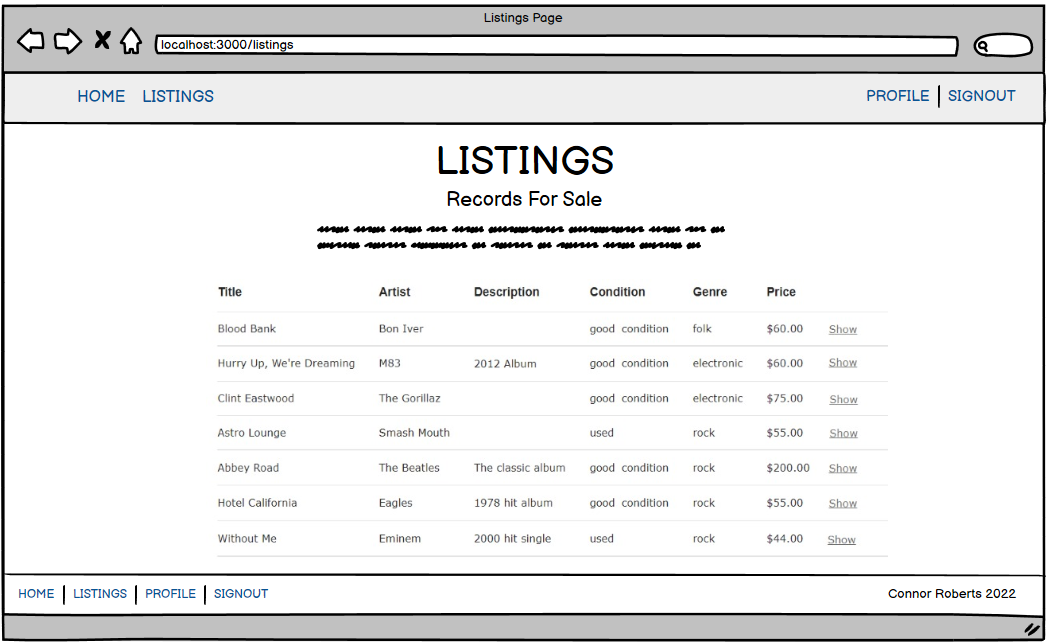 Listings Page
localhost:3000/listings
HOME LISTINGS PROFILE SIGNOUT
LISTINGS
Records For Sale
Title Artist Description Condition Genre Price
Blood Bank Bon Iver good condition folk $60.00 Show
Hurry Up, We're Dreaming M83 2012 Album good condition electronic $60.00 Show
Clint Eastwood The Gorillaz good condition electronic $75.00 Show
Astro Lounge Smash Mouth used rock $55.00 Show
Abbey Road The Beatles The classic album good condition rock $200.00 Show
Hotel California Eagles 1978 hit album good condition rock $55.00 Show
Without Me Eminem 2000 hit single used rock $44.00 Show
HOME LISTINGS PROFILE SIGNOUT Connor Roberts 2022